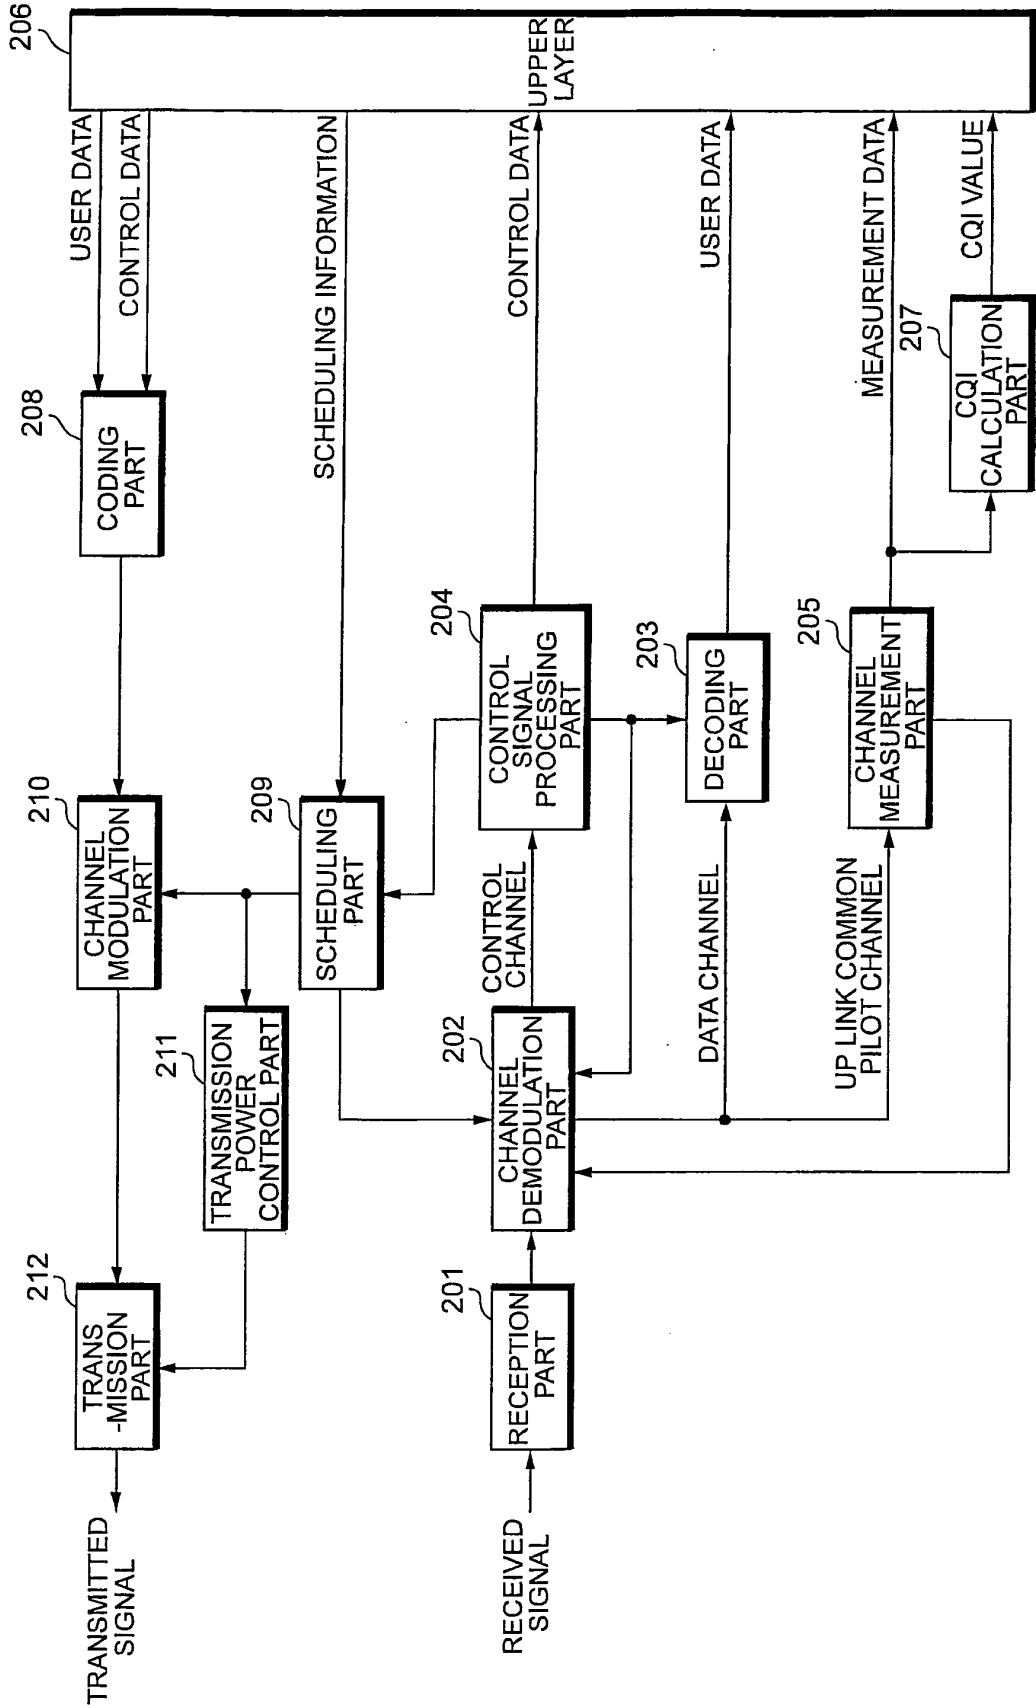 206
UPPER
LAYER
USER DATA
CONTROL DATA
SCHEDULING INFORMATION
CONTROL DATA
USER DATA
MEASUREMENT DATA
CQI VALUE
208
CODING
PART
207
CQI
CALCULATION
PART
210
CHANNEL
MODULATION
PART
209
SCHEDULING
PART
204
CONTROL
SIGNAL
PROCESSING
PART
203
DECODING
PART
205
CHANNEL
MEASUREMENT
PART
211
TRANSMISSION
POWER
CONTROL PART
202
CHANNEL
DEMODULATION
PART
CONTROL
CHANNEL
DATA CHANNEL
UP LINK COMMON
PILOT CHANNEL
212
TRANS
-MISSION
PART
201
RECEPTION
PART
TRANSMITTED
SIGNAL
RECEIVED
SIGNAL